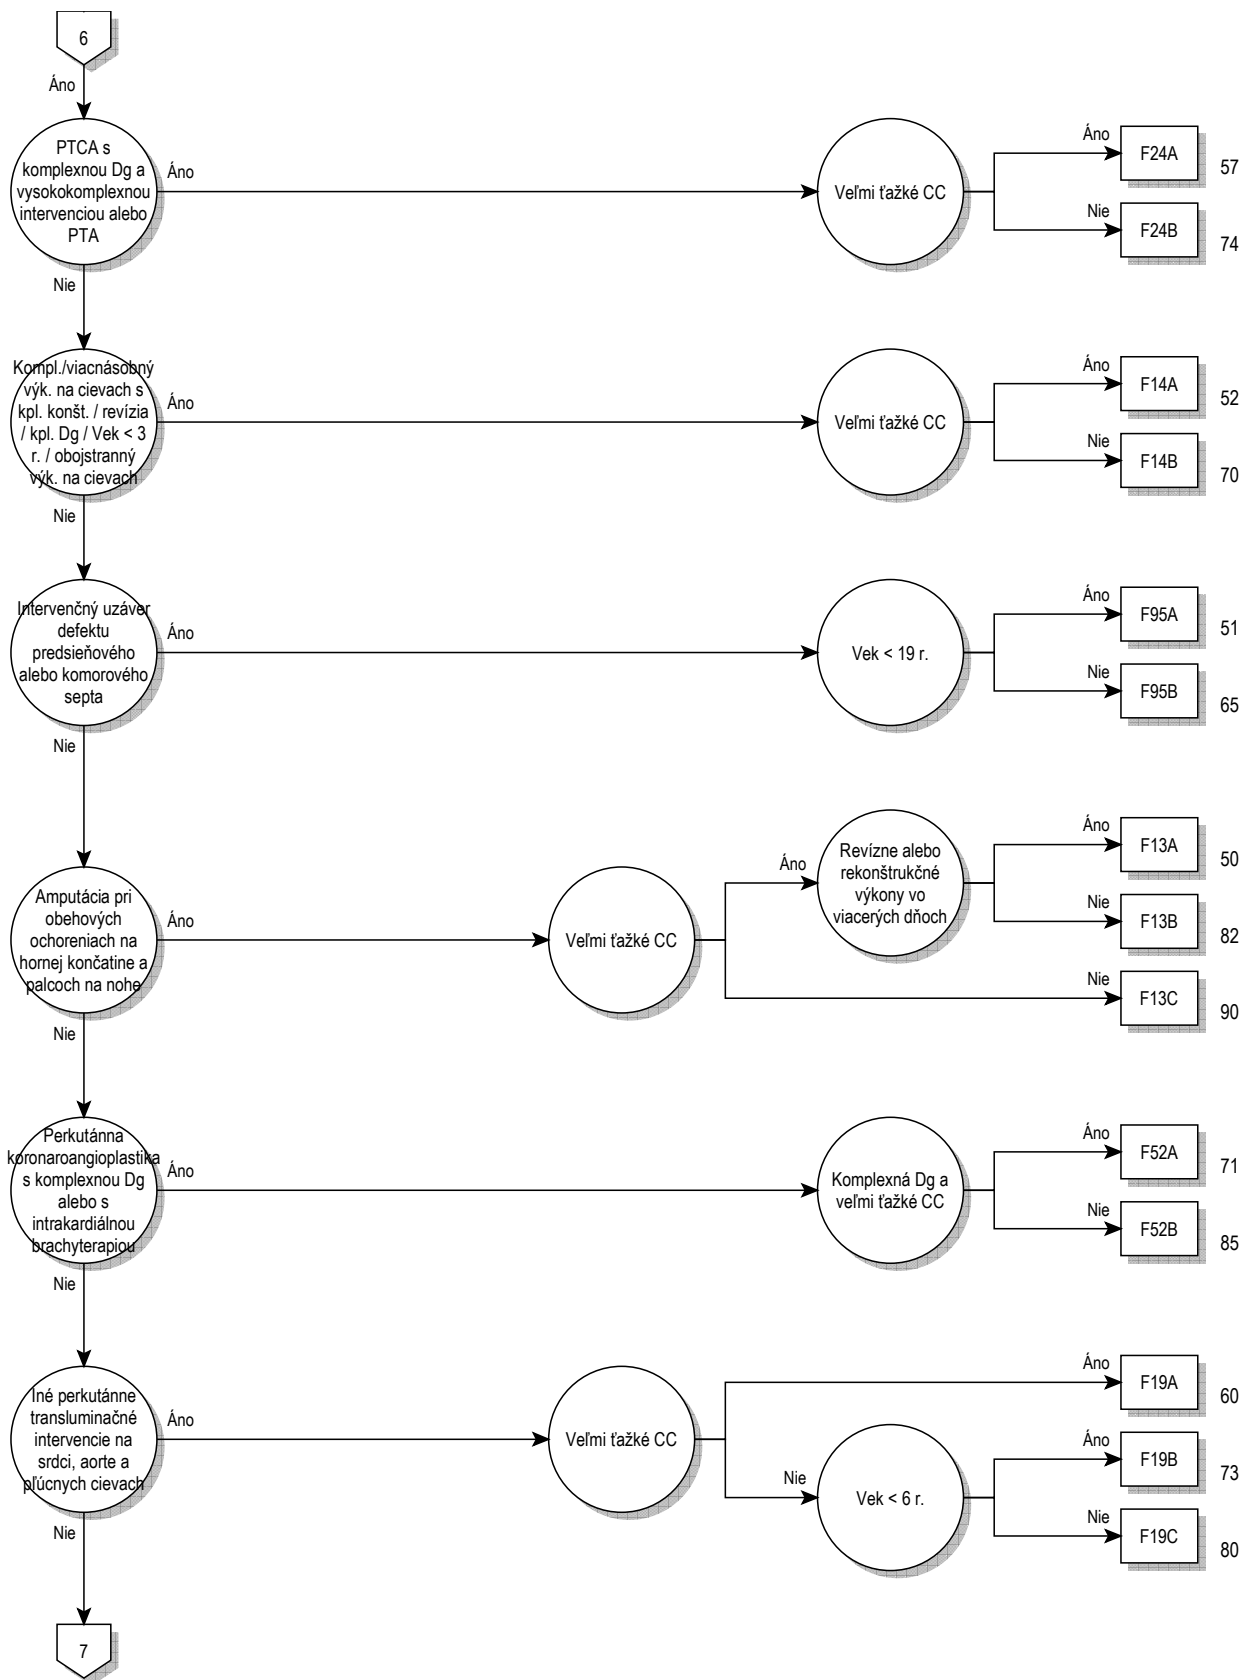 6
Áno
PTCA s
komplexnou Dg a
vysokokomplexnou
intervenciou alebo
PTA
Áno
Veľmi ťažké CC
Áno
F24A
57
Nie
F24B
74
Nie
Kompl./viacnásobný
výk. na cievach s
kpl. konšt. / revízia
/ kpl. Dg / Vek < 3
r. / obojstranný
výk. na cievach
Áno
Veľmi ťažké CC
Áno
F14A
52
Nie
F14B
70
Nie
Intervenčný uzáver
defektu
predsieňového
alebo komorového
septa
Áno
Vek < 19 r.
Áno
F95A
51
Nie
F95B
65
Nie
Amputácia pri
obehových
ochoreniach na
hornej končatine a
palcoch na nohe
Áno
Veľmi ťažké CC
Áno
Revízne alebo
rekonštrukčné
výkony vo
viacerých dňoch
Áno
F13A
50
Nie
F13B
82
Nie
F13C
90
Nie
Perkutánna
koronaroangioplastika
s komplexnou Dg
alebo s
intrakardiálnou
brachyterapiou
Áno
Komplexná Dg a
veľmi ťažké CC
Áno
F52A
71
Nie
F52B
85
Nie
Iné perkutánne
transluminačné
intervencie na
srdci, aorte a
pľúcnych cievach
Áno
Veľmi ťažké CC
Áno
F19A
60
Nie
Vek < 6 r.
Áno
F19B
73
Nie
F19C
80
Nie
7